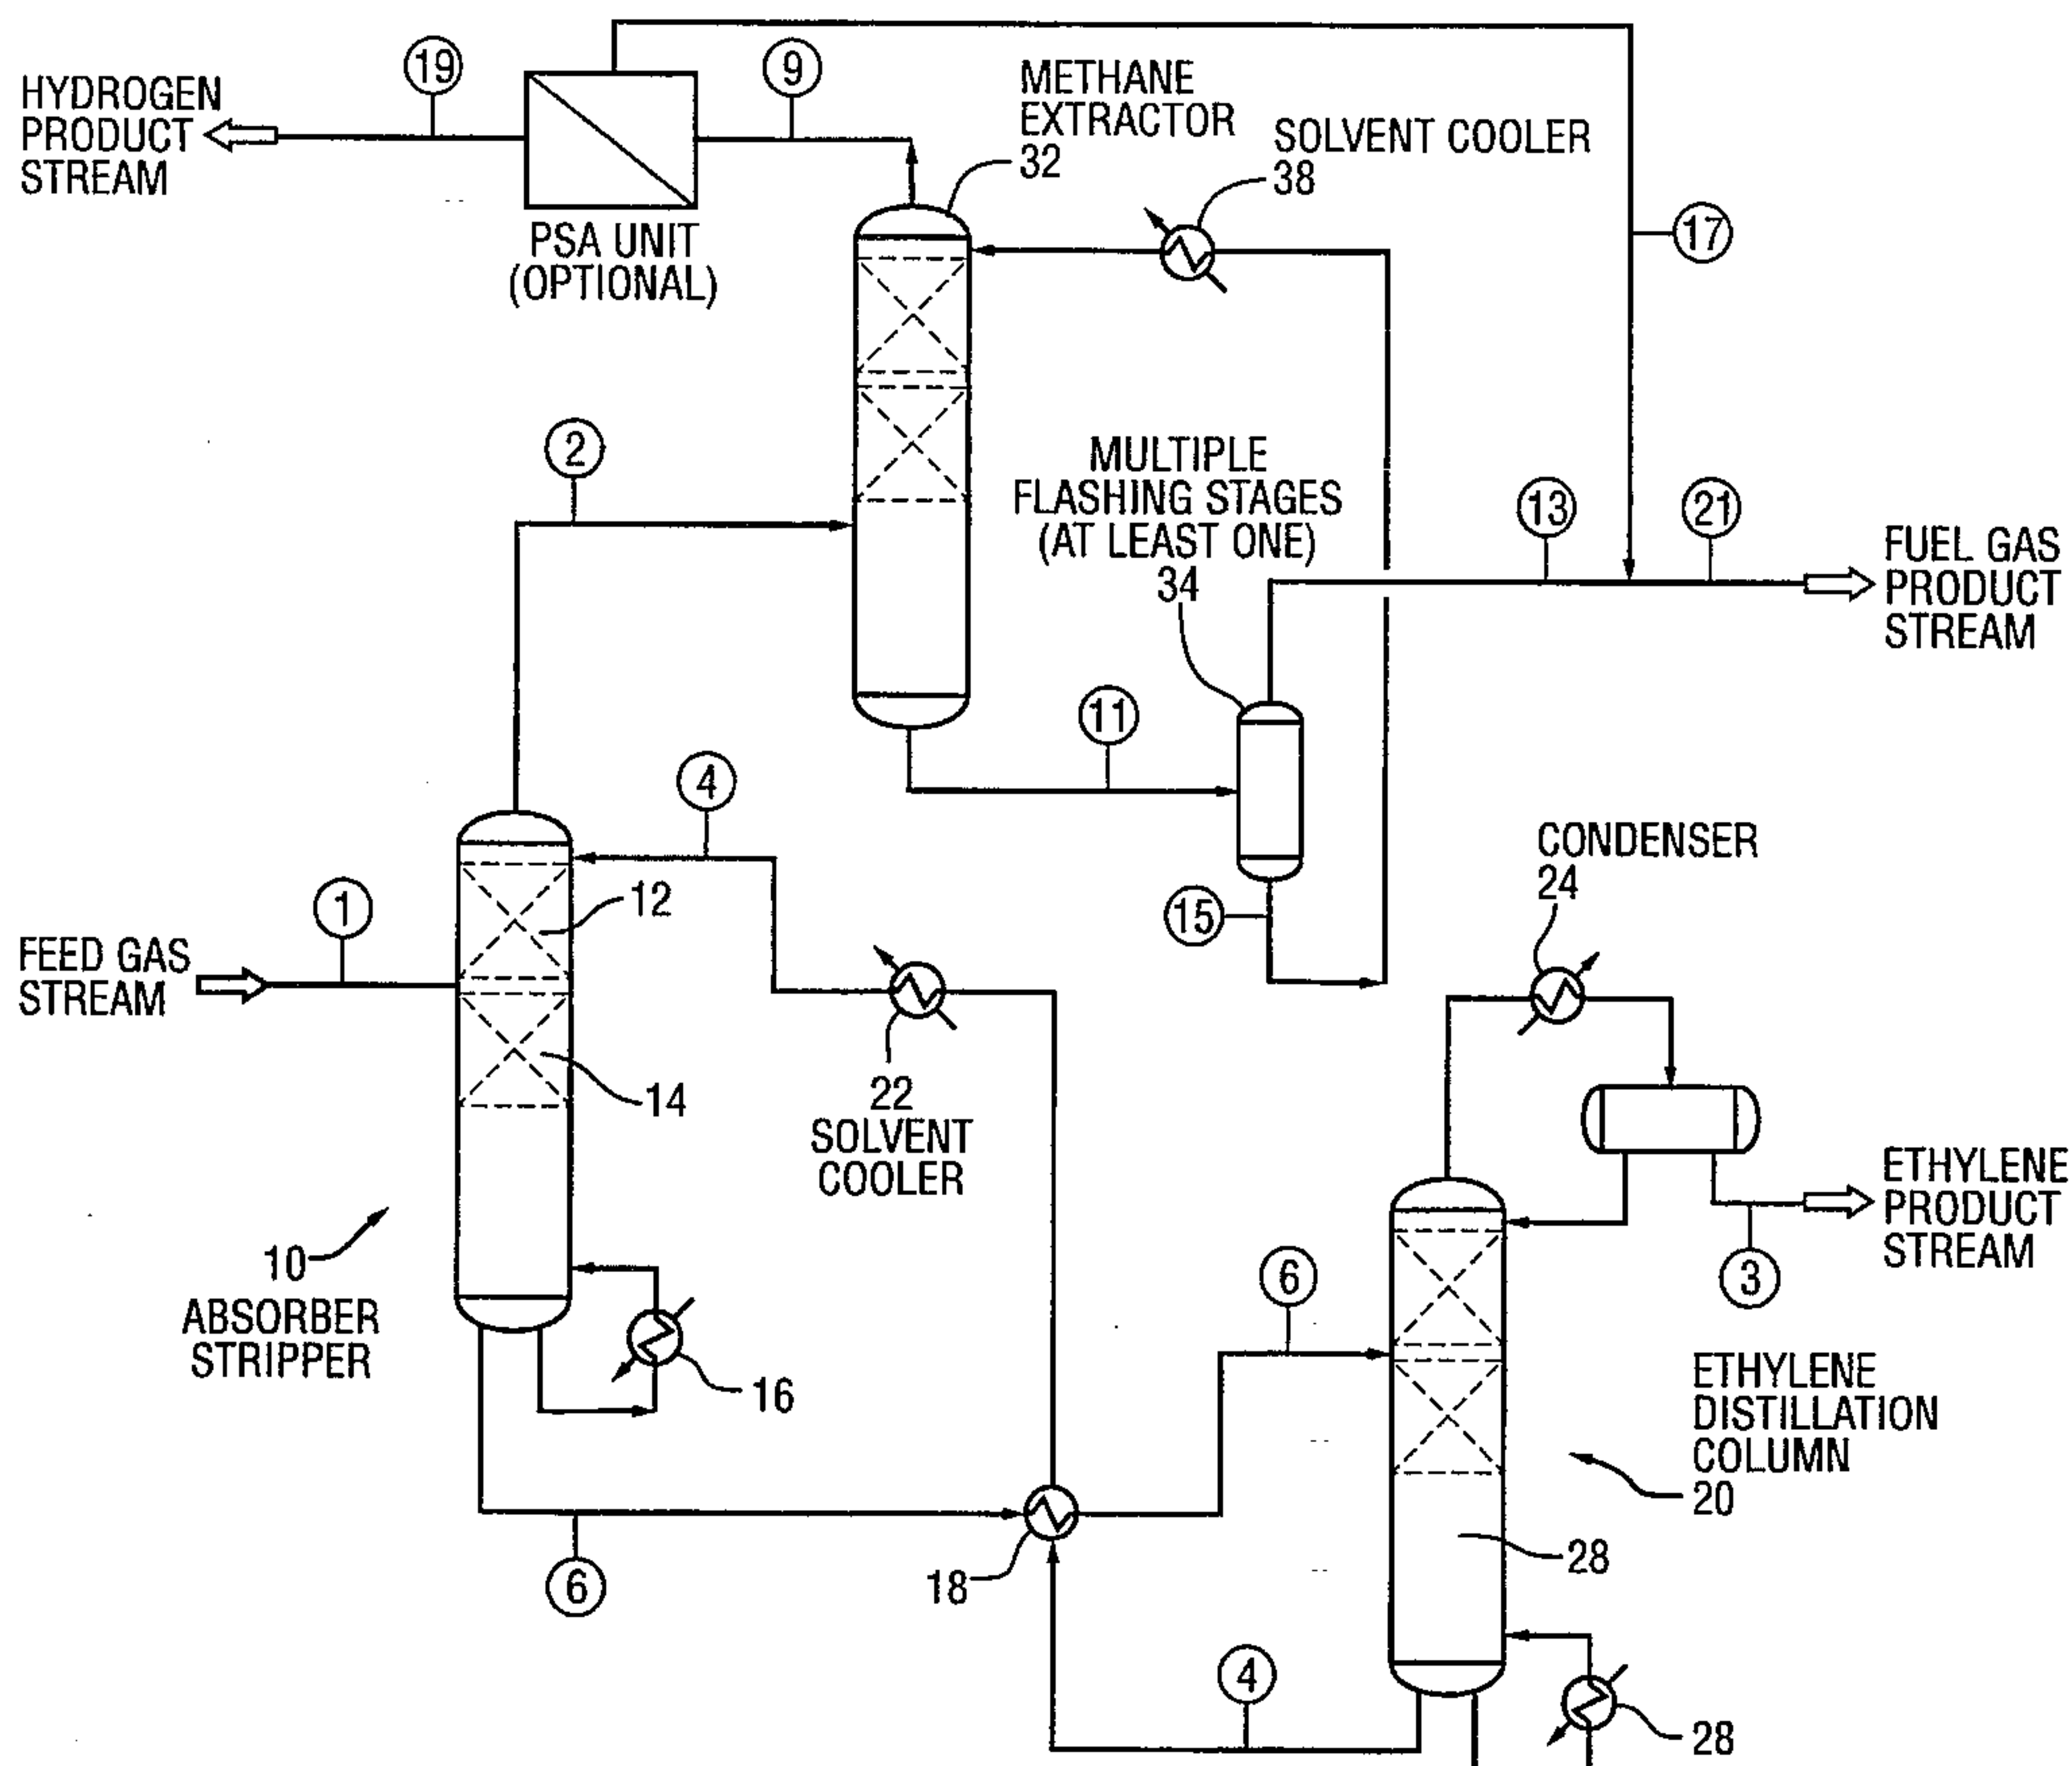 19
9
HYDROGEN
PRODUCT
STREAM
METHANE
EXTRACTOR
32
SOLVENT COOLER
38
PSA UNIT
(OPTIONAL)
17
2
MULTIPLE
FLASHING STAGES
(AT LEAST ONE)
34
13
21
FUEL GAS
PRODUCT
STREAM
11
4
CONDENSER
24
12
1
15
FEED GAS
STREAM
14
22
SOLVENT
COOLER
ETHYLENE
PRODUCT
STREAM
3
10
ABSORBER
STRIPPER
6
16
ETHYLENE
DISTILLATION
COLUMN
20
28
18
6
4
28